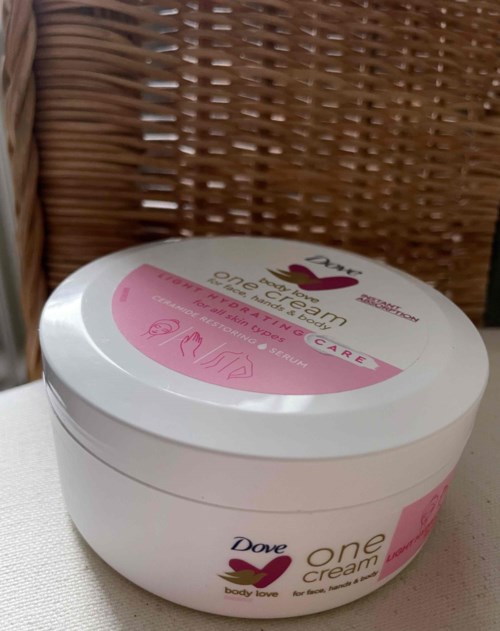 Dove
body love
one cream
for face, hands & body
INSTANT
ABSORPTION
LIGHT HYDRATING CARE
for all skin types
CERAMIDE RESTORING SERUM
Dove
body love
one
cream
for face, hands & body